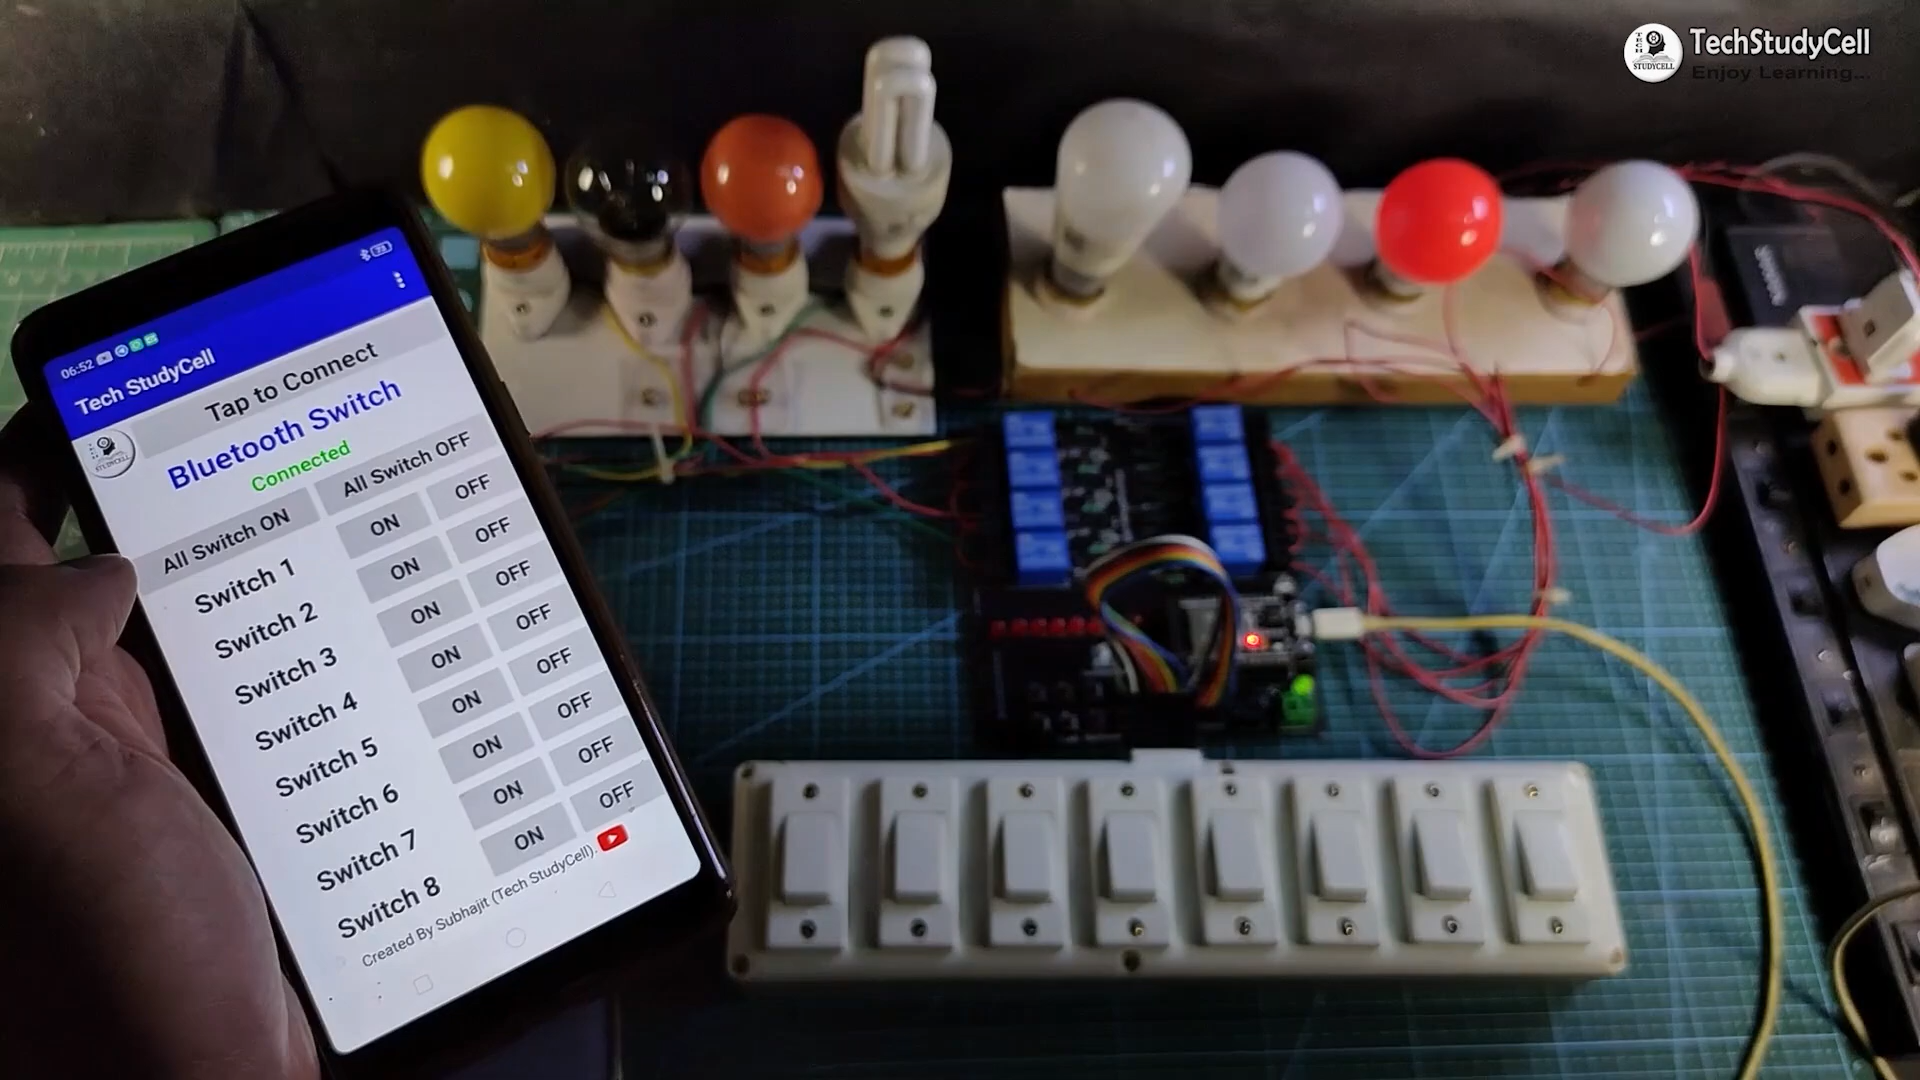 TechStudyCell
Enjoy Learning...
STUDYCELL
06:52
Tech StudyCell
Tap to Connect
Bluetooth Switch
Connected
All Switch ON All Switch OFF
Switch 1 ON OFF
Switch 2 ON OFF
Switch 3 ON OFF
Switch 4 ON OFF
Switch 5 ON OFF
Switch 6 ON OFF
Switch 7 ON OFF
Switch 8 ON OFF
Created By Subhajit (Tech StudyCell).